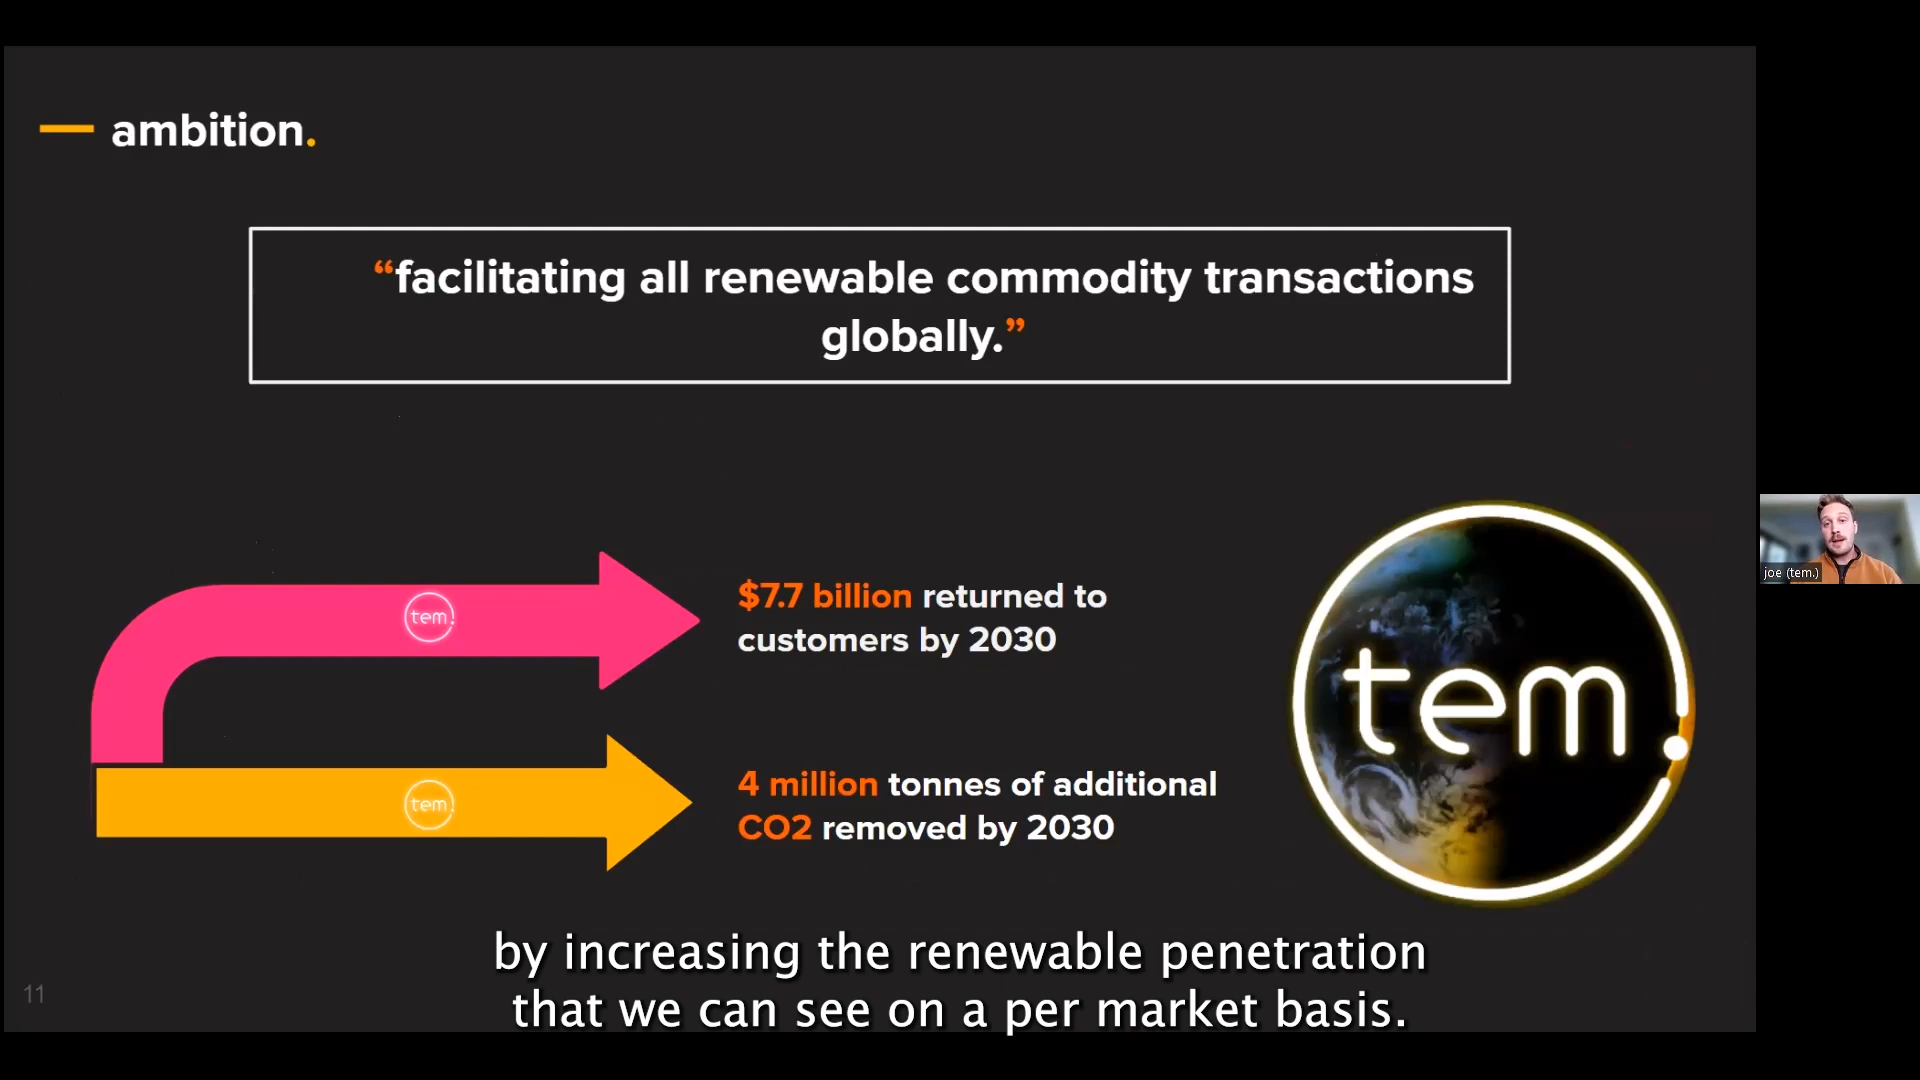 ambition.
“facilitating all renewable commodity transactions
globally.”
tem.
$7.7 billion returned to
customers by 2030
tem.
4 million tonnes of additional
CO2 removed by 2030
tem.
joe (tem.)
by increasing the renewable penetration
that we can see on a per market basis.
11